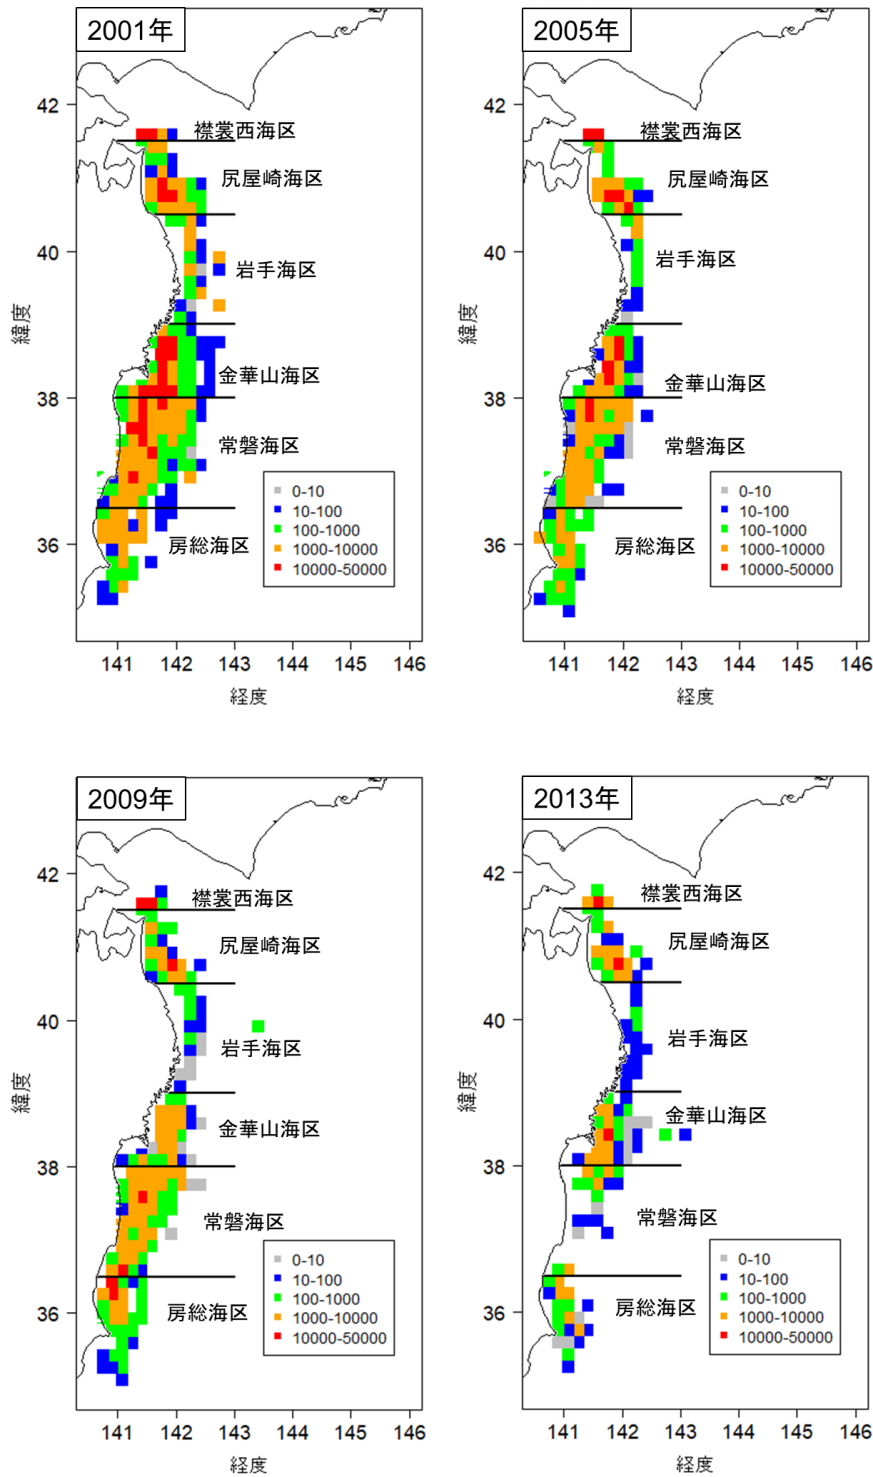 2001年
42
40
38
36
緯度
襟裳西海区
尻屋崎海区
岩手海区
金華山海区
常磐海区
房総海区
0-10
10-100
100-1000
1000-10000
10000-50000
141 142 143 144 145 146
経度
2005年
42
40
38
36
緯度
襟裳西海区
尻屋崎海区
岩手海区
金華山海区
常磐海区
房総海区
0-10
10-100
100-1000
1000-10000
10000-50000
141 142 143 144 145 146
経度
2009年
42
40
38
36
緯度
襟裳西海区
尻屋崎海区
岩手海区
金華山海区
常磐海区
房総海区
0-10
10-100
100-1000
1000-10000
10000-50000
141 142 143 144 145 146
経度
2013年
42
40
38
36
緯度
襟裳西海区
尻屋崎海区
岩手海区
金華山海区
常磐海区
房総海区
0-10
10-100
100-1000
1000-10000
10000-50000
141 142 143 144 145 146
経度